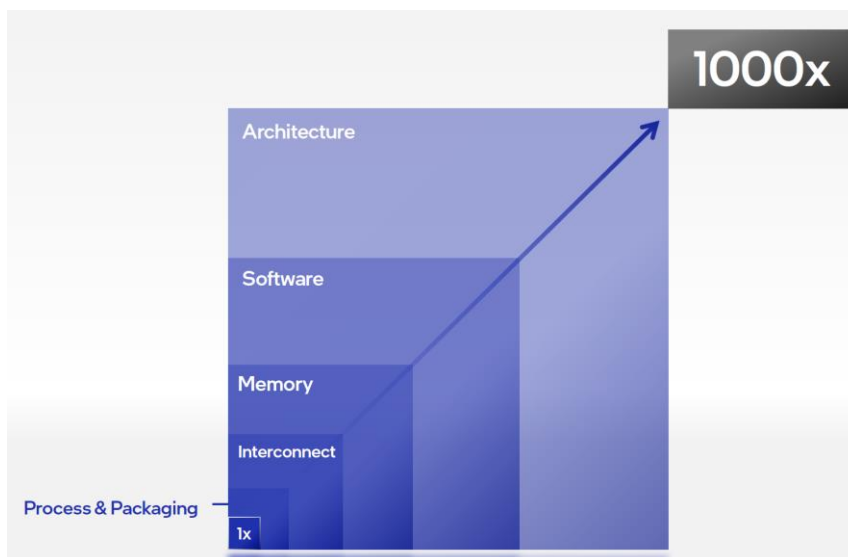 1000x
Architecture
Software
Memory
Interconnect
Process & Packaging
1x